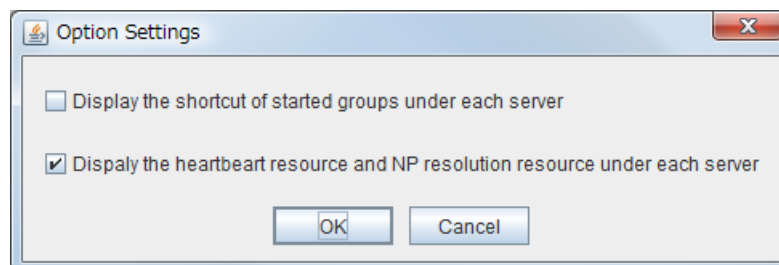 Option Settings
Display the shortcut of started groups under each server
Dispaly the heartbeart resource and NP resolution resource under each server
OK
Cancel